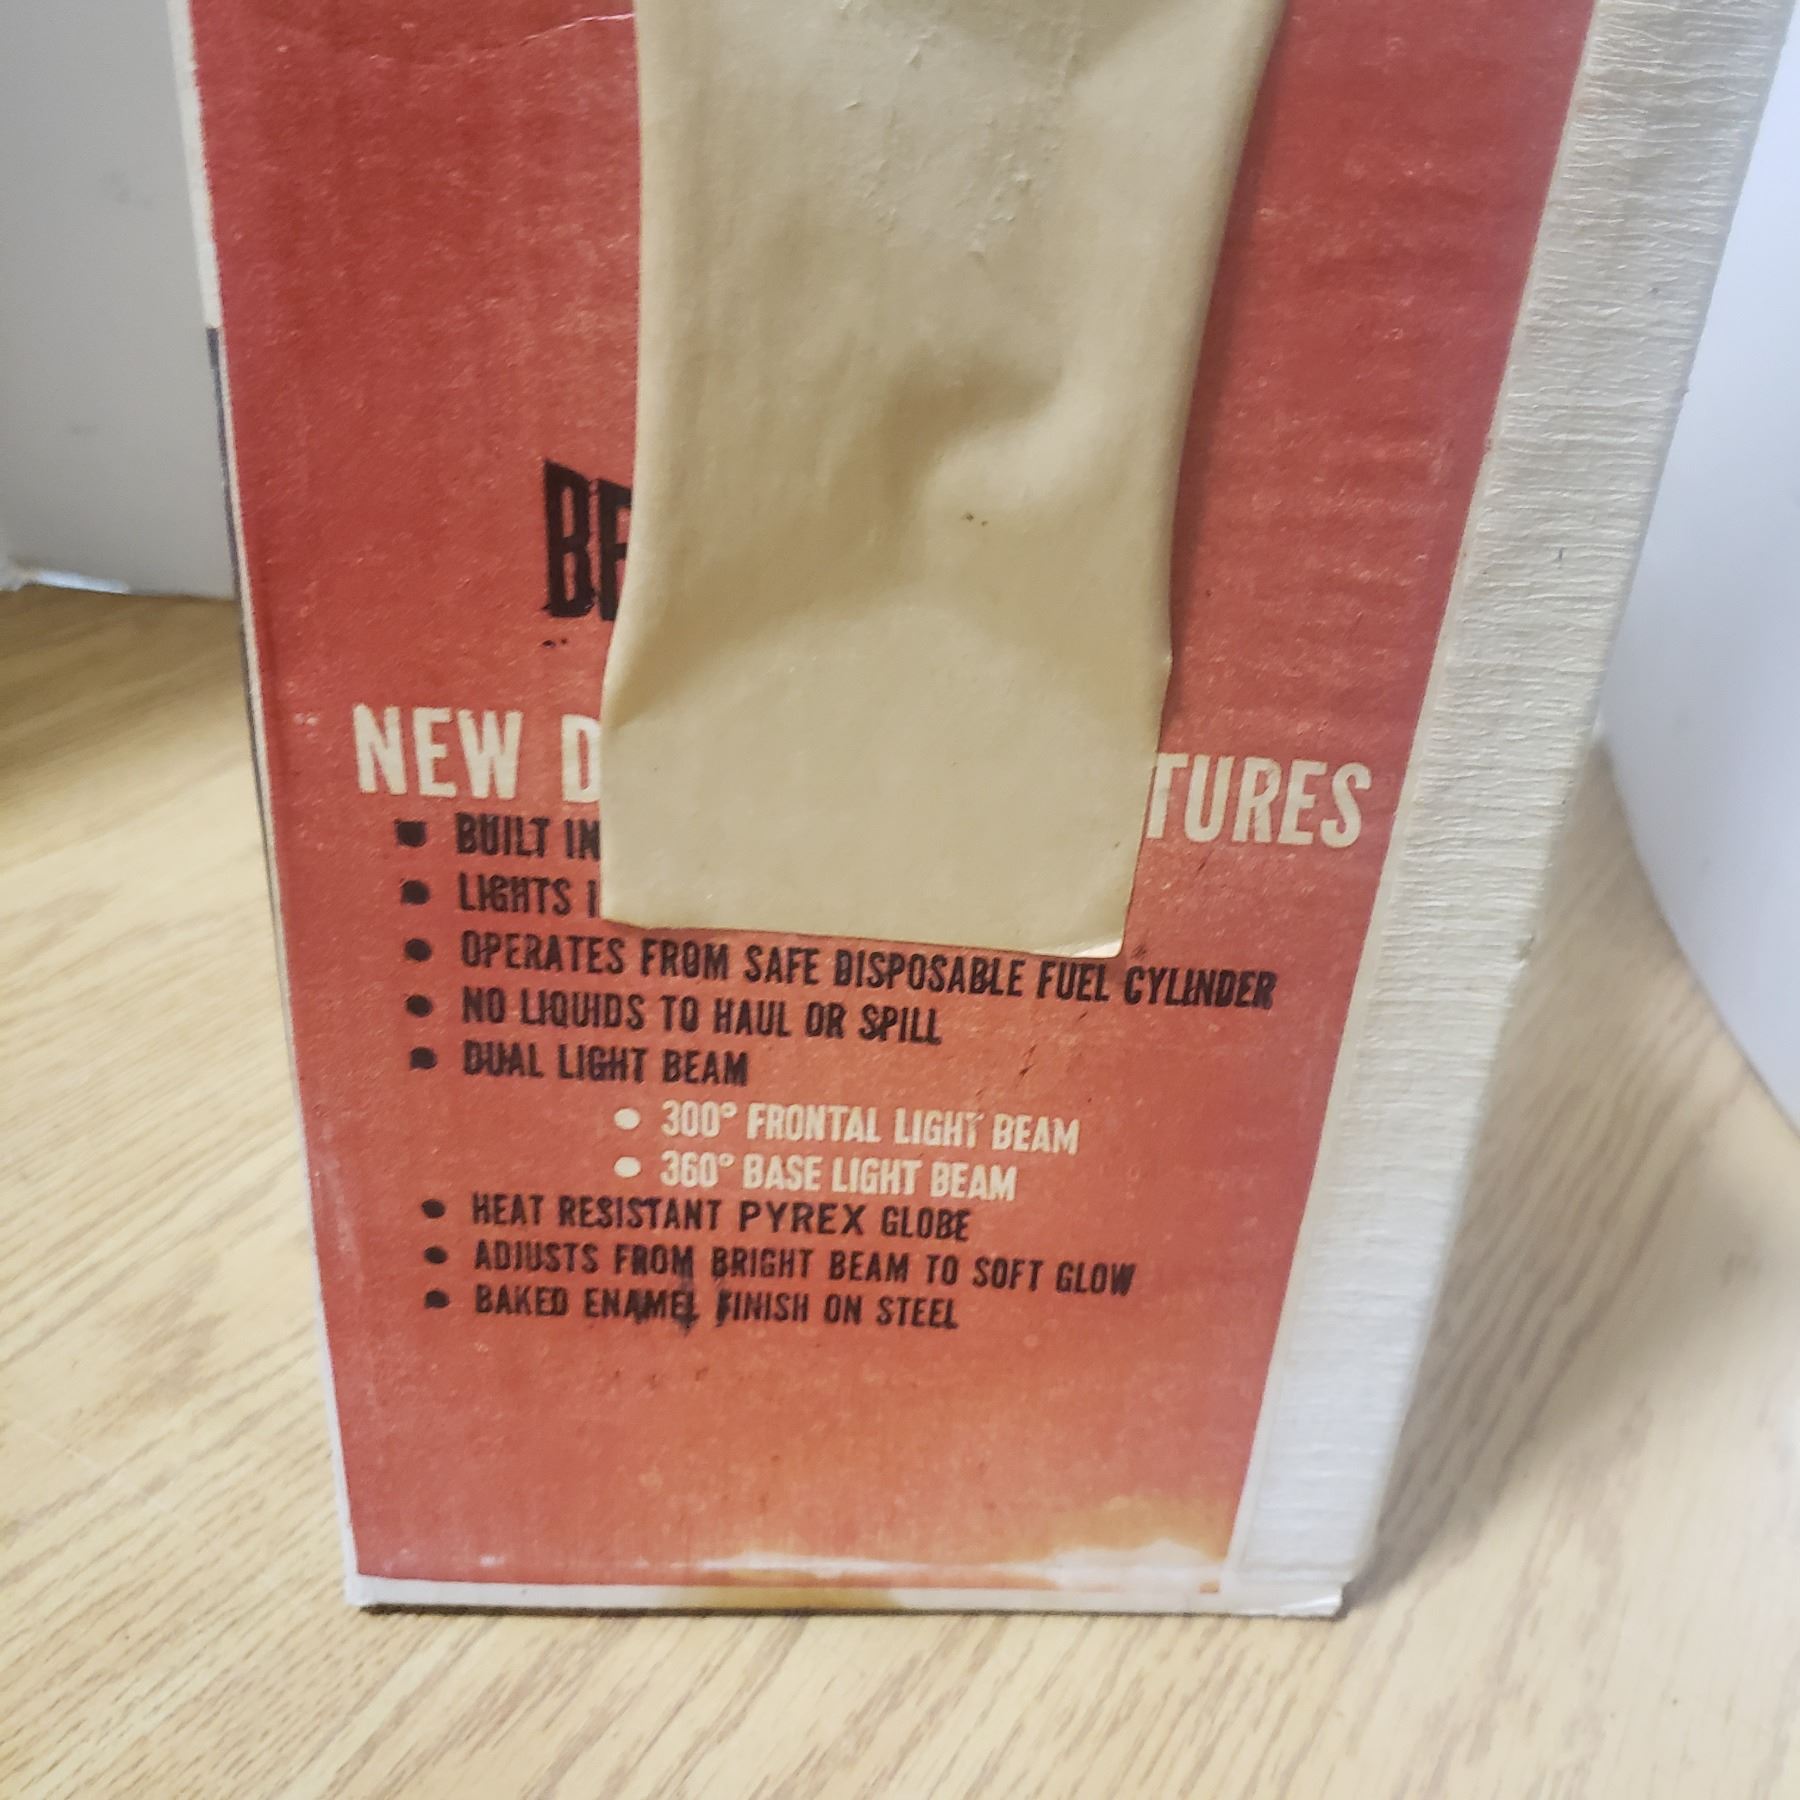 NEW
TURES
• BUILT IN
• LIGHTS
• OPERATES FROM SAFE DISPOSABLE FUEL CYLINDER
• NO LIQUIDS TO HAUL OR SPILL
• DUAL LIGHT BEAM
• 300° FRONTAL LIGHT BEAM
• 360° BASE LIGHT BEAM
• HEAT RESISTANT PYREX GLOBE
• ADJUSTS FROM BRIGHT BEAM TO SOFT GLOW
• BAKED ENAMEL FINISH ON STEEL